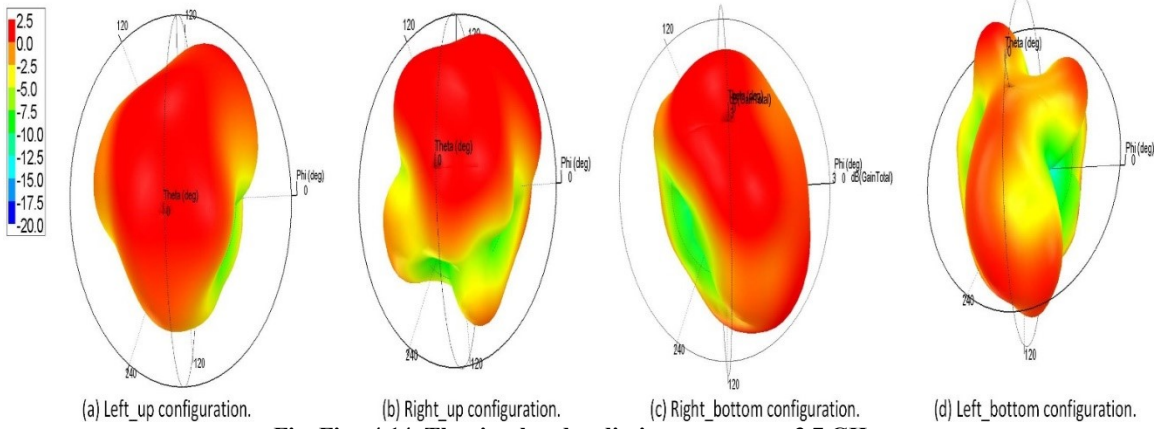 2.5
0.0
-2.5
-5.0
-7.5
-10.0
-12.5
-15.0
-17.5
-20.0
120
120
Theta (deg)
0
Phi (deg)
0
240
120
(a) Left_up configuration.
120
120
Theta (deg)
0
Phi (deg)
0
240
120
(b) Right_up configuration.
Phi (deg)
0 dB(GainTotal)
240
120
(c) Right_bottom configuration.
Theta (deg)
Phi (deg)
0
240
120
(d) Left_bottom configuration.